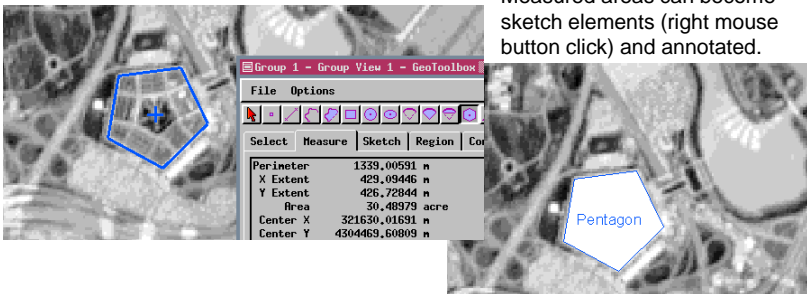 Measured areas can become
sketch elements (right mouse
button click) and annotated.
Group 1 - Group View 1 - GeoToolbox
File Options
Select Measure Sketch Region
Perimeter 1339.00591 m
X Extent 429.09446 m
Y Extent 426.72844 m
Area 30.48979 acre
Center X 321630.01691 m
Center Y 4304469.60809 m
Pentagon